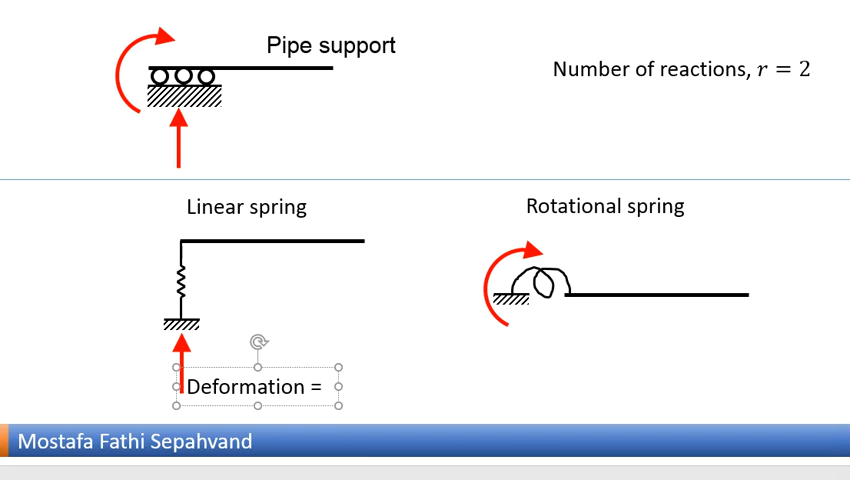 Pipe support
Number of reactions, r = 2
Linear spring
Rotational spring
Deformation =
Mostafa Fathi Sepahvand